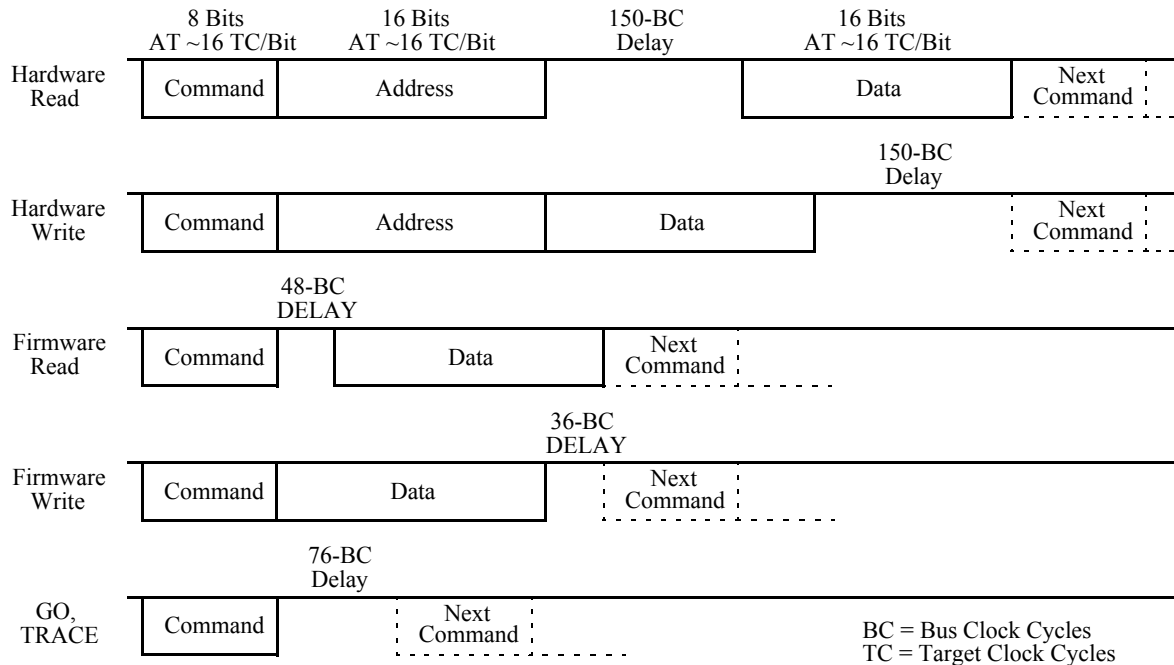 8 Bits
AT ~16 TC/Bit
16 Bits
AT ~16 TC/Bit
150-BC
Delay
16 Bits
AT ~16 TC/Bit
Hardware
Read
Command
Address
Data
Next
Command
150-BC
Delay
Hardware
Write
Command
Address
Data
Next
Command
48-BC
DELAY
Firmware
Read
Command
Data
Next
Command
36-BC
DELAY
Firmware
Write
Command
Data
Next
Command
76-BC
Delay
GO,
TRACE
Command
Next
Command
BC = Bus Clock Cycles
TC = Target Clock Cycles